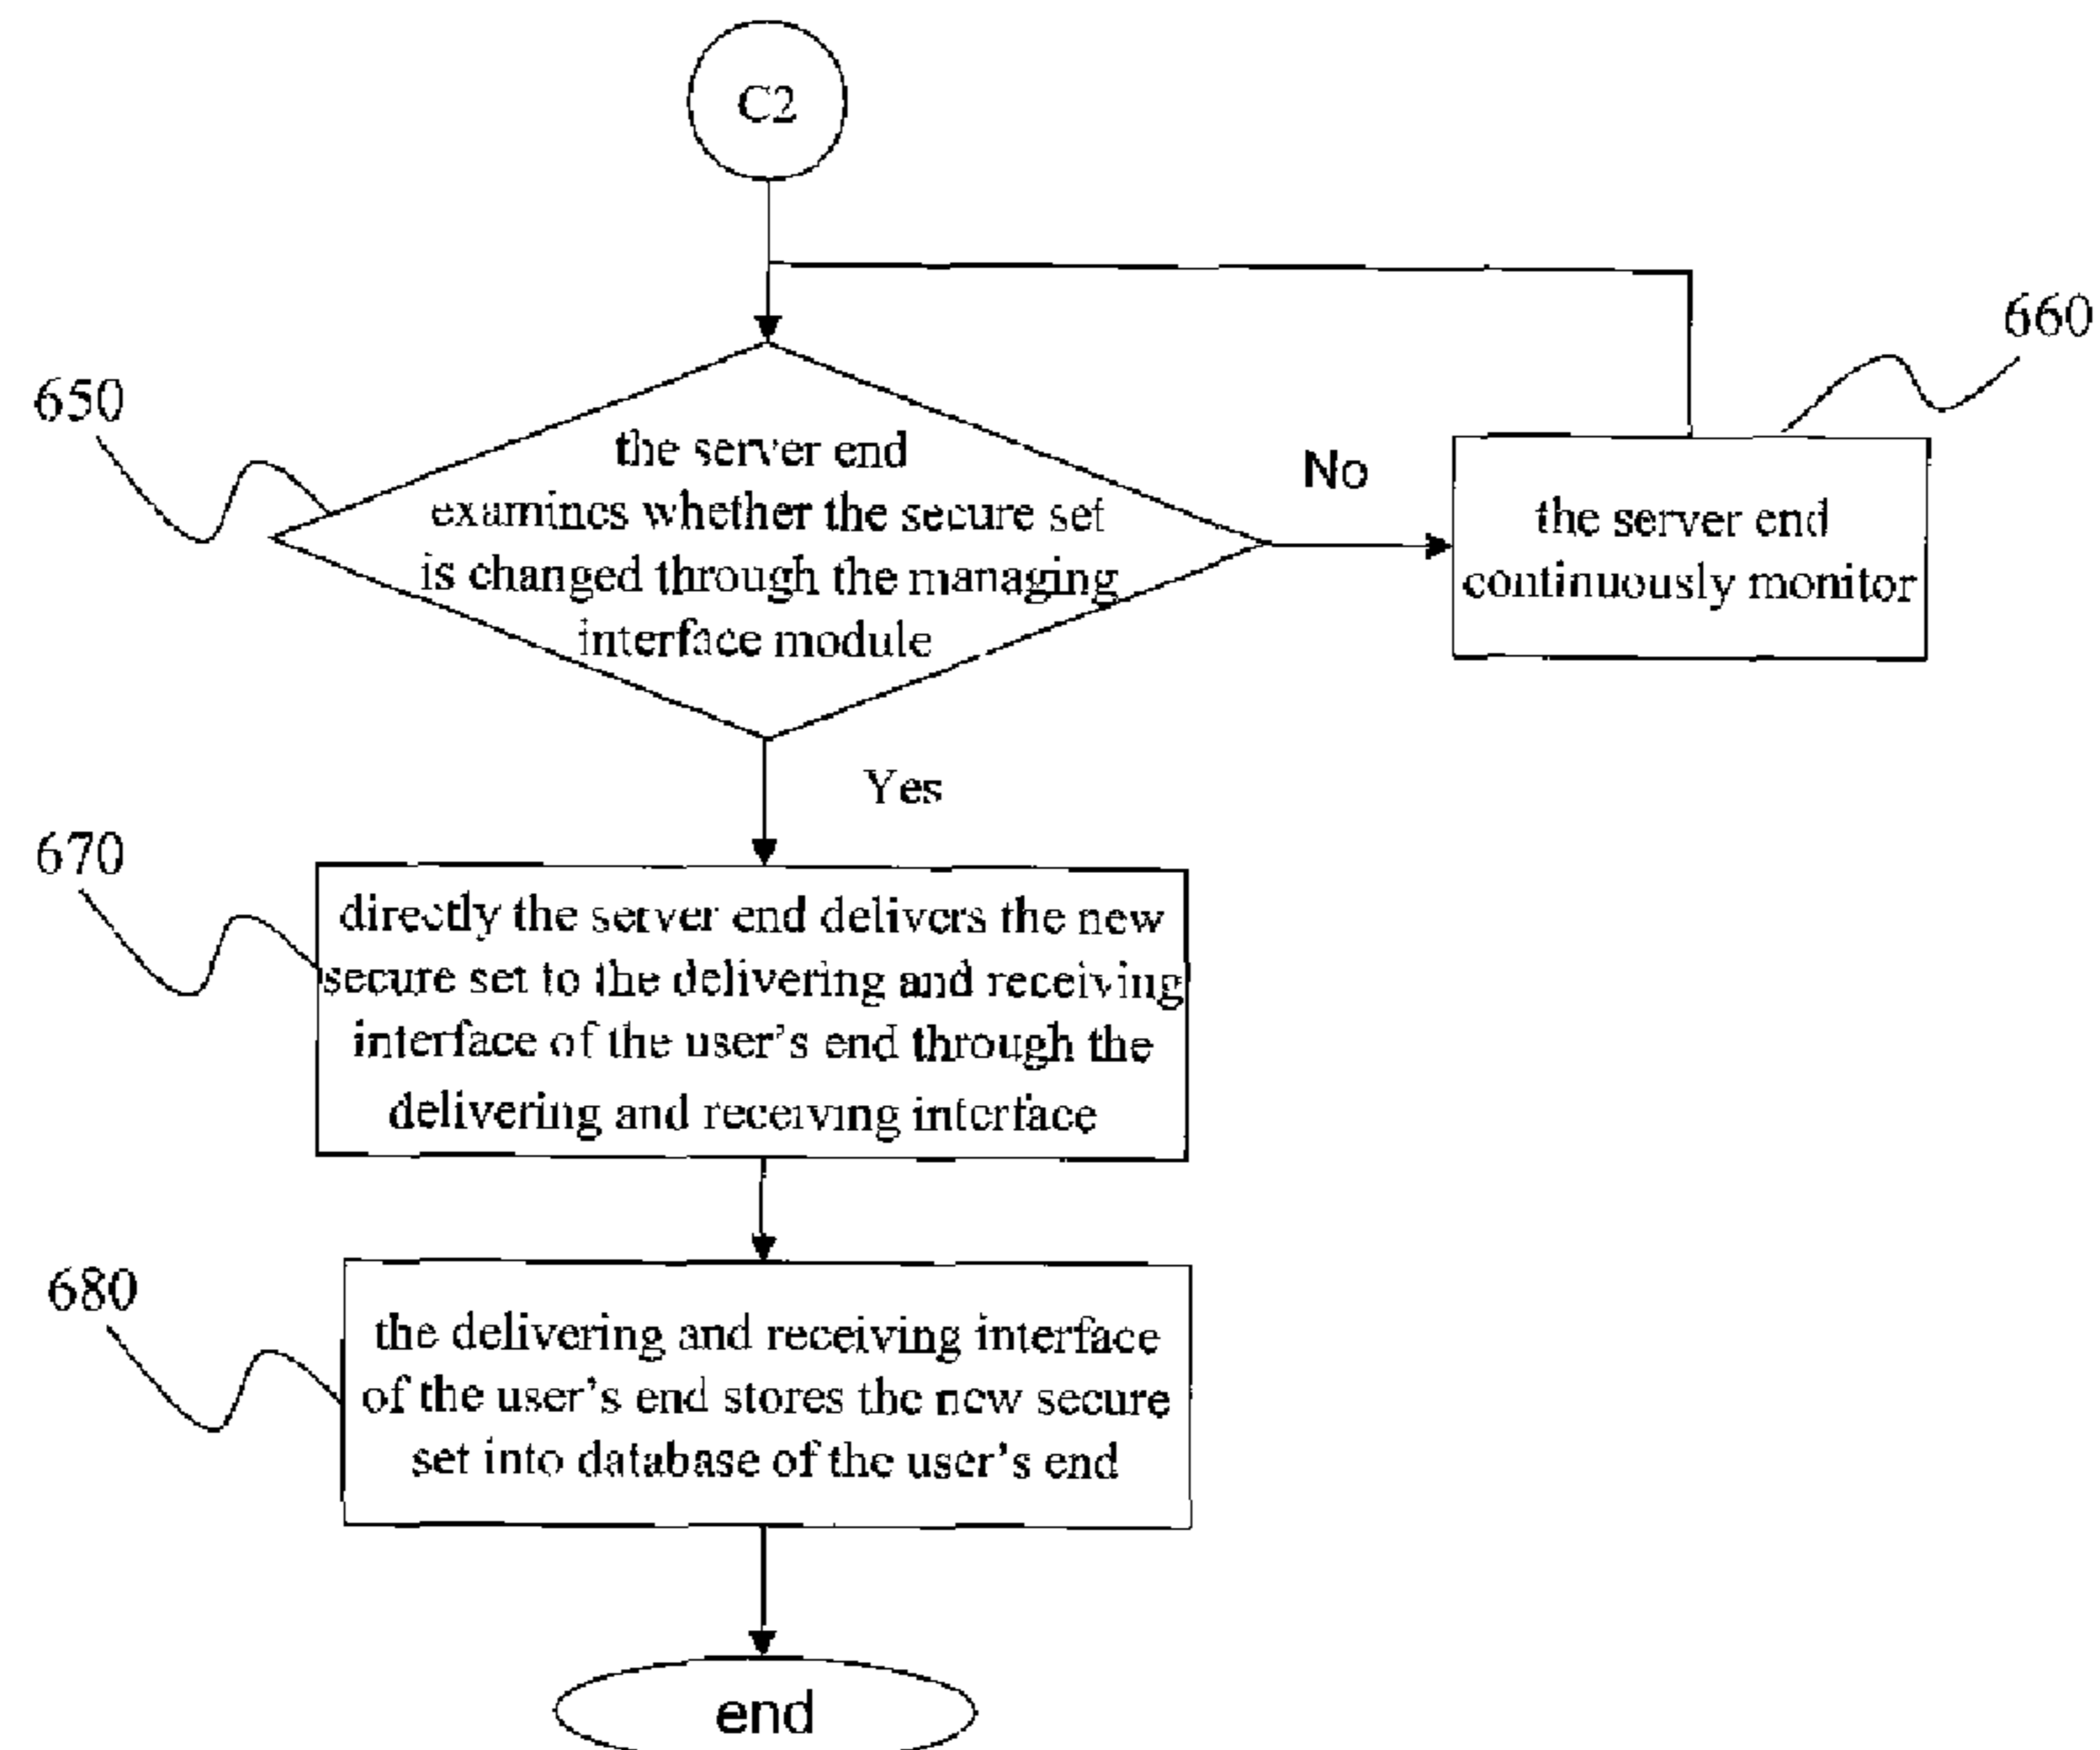 C2
660
650
the server end
examines whether the secure set
is changed through the managing
interface module
No
the server end
continuously monitor
Yes
670
directly the server end delivers the new
secure set to the delivering and receiving
interface of the user's end through the
delivering and receiving interface
680
the delivering and receiving interface
of the user's end stores the new secure
set into database of the user's end
end